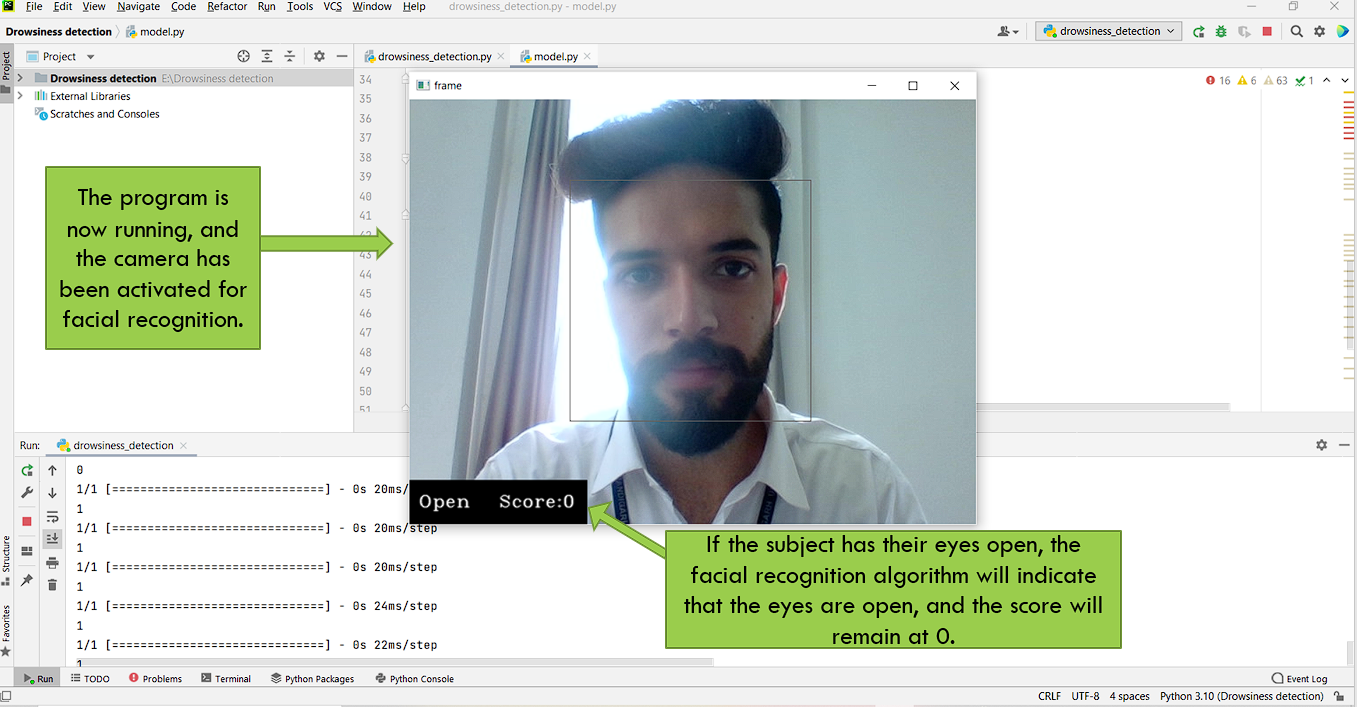 File Edit View Navigate Code Refactor Run Tools VCS Window Help drowsiness_detection.py - model.py
Drowsiness detection model.py drowsiness_detection
Project drowsiness_detection.py model.py
Drowsiness detection E:\Drowsiness detection
External Libraries
Scratches and Consoles
Project
34
35
36
37
38
39
40
41
42
43
44
45
46
47
48
49
50
51
16 6 63 1
frame
The program is
now running, and
the camera has
been activated for
facial recognition.
Open Score:0
If the subject has their eyes open, the
facial recognition algorithm will indicate
that the eyes are open, and the score will
remain at 0.
Run: drowsiness_detection
0
1/1 [==============================] - 0s 20ms/
1
1/1 [==============================] - 0s 20ms/step
1
1/1 [==============================] - 0s 20ms/step
1
1/1 [==============================] - 0s 24ms/step
1
1/1 [==============================] - 0s 22ms/step
1
Structure
Favorites
Run TODO Problems Terminal Python Packages Python Console Event Log
CRLF UTF-8 4 spaces Python 3.10 (Drowsiness detection)